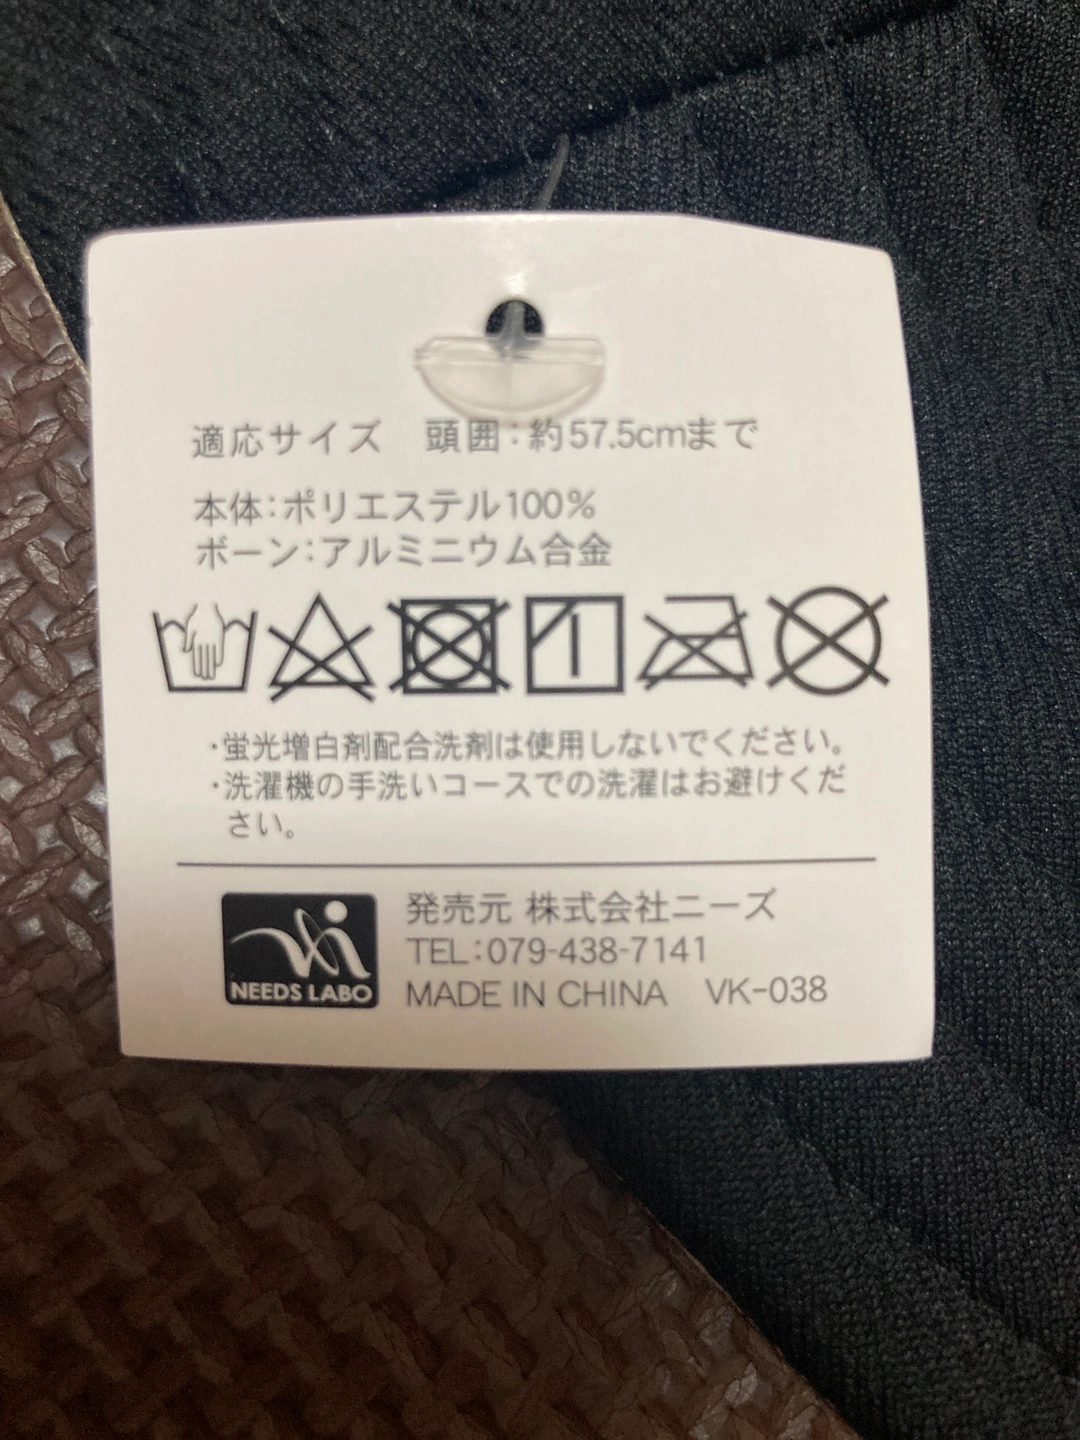 適応サイズ　頭囲：約57.5cmまで
本体：ポリエステル100%
ボーン：アルミニウム合金
・蛍光増白剤配合洗剤は使用しないでください。
・洗濯機の手洗いコースでの洗濯はお避けくだ
さい。
NEEDS LABO
発売元 株式会社ニーズ
TEL：079-438-7141
MADE IN CHINA　VK-038